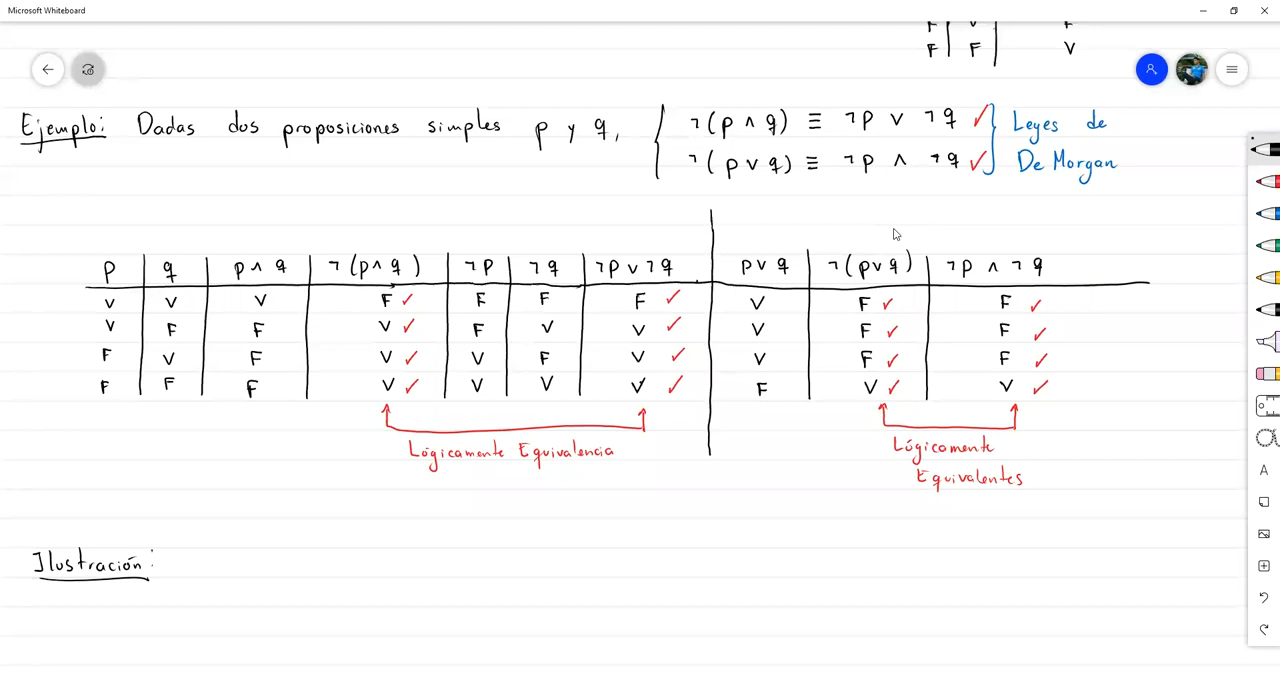 Microsoft Whiteboard
F V F
F F V
Ejemplo: Dadas dos proposiciones simples p y q,
¬(p ∧ q) ≡ ¬p ∨ ¬q ✓
¬(p ∨ q) ≡ ¬p ∧ ¬q ✓
Leyes de
De Morgan
p q p ∧ q ¬(p ∧ q) ¬p ¬q ¬p ∨ ¬q p ∨ q ¬(p ∨ q) ¬p ∧ ¬q
V V V F ✓ F F F ✓ V F ✓ F ✓
V F F V ✓ F V V ✓ V F ✓ F ✓
F V F V ✓ V F V ✓ V F ✓ F ✓
F F F V ✓ V V V ✓ F V ✓ V ✓
Lógicamente Equivalencia
Lógicamente
Equivalentes
Ilustración:
A